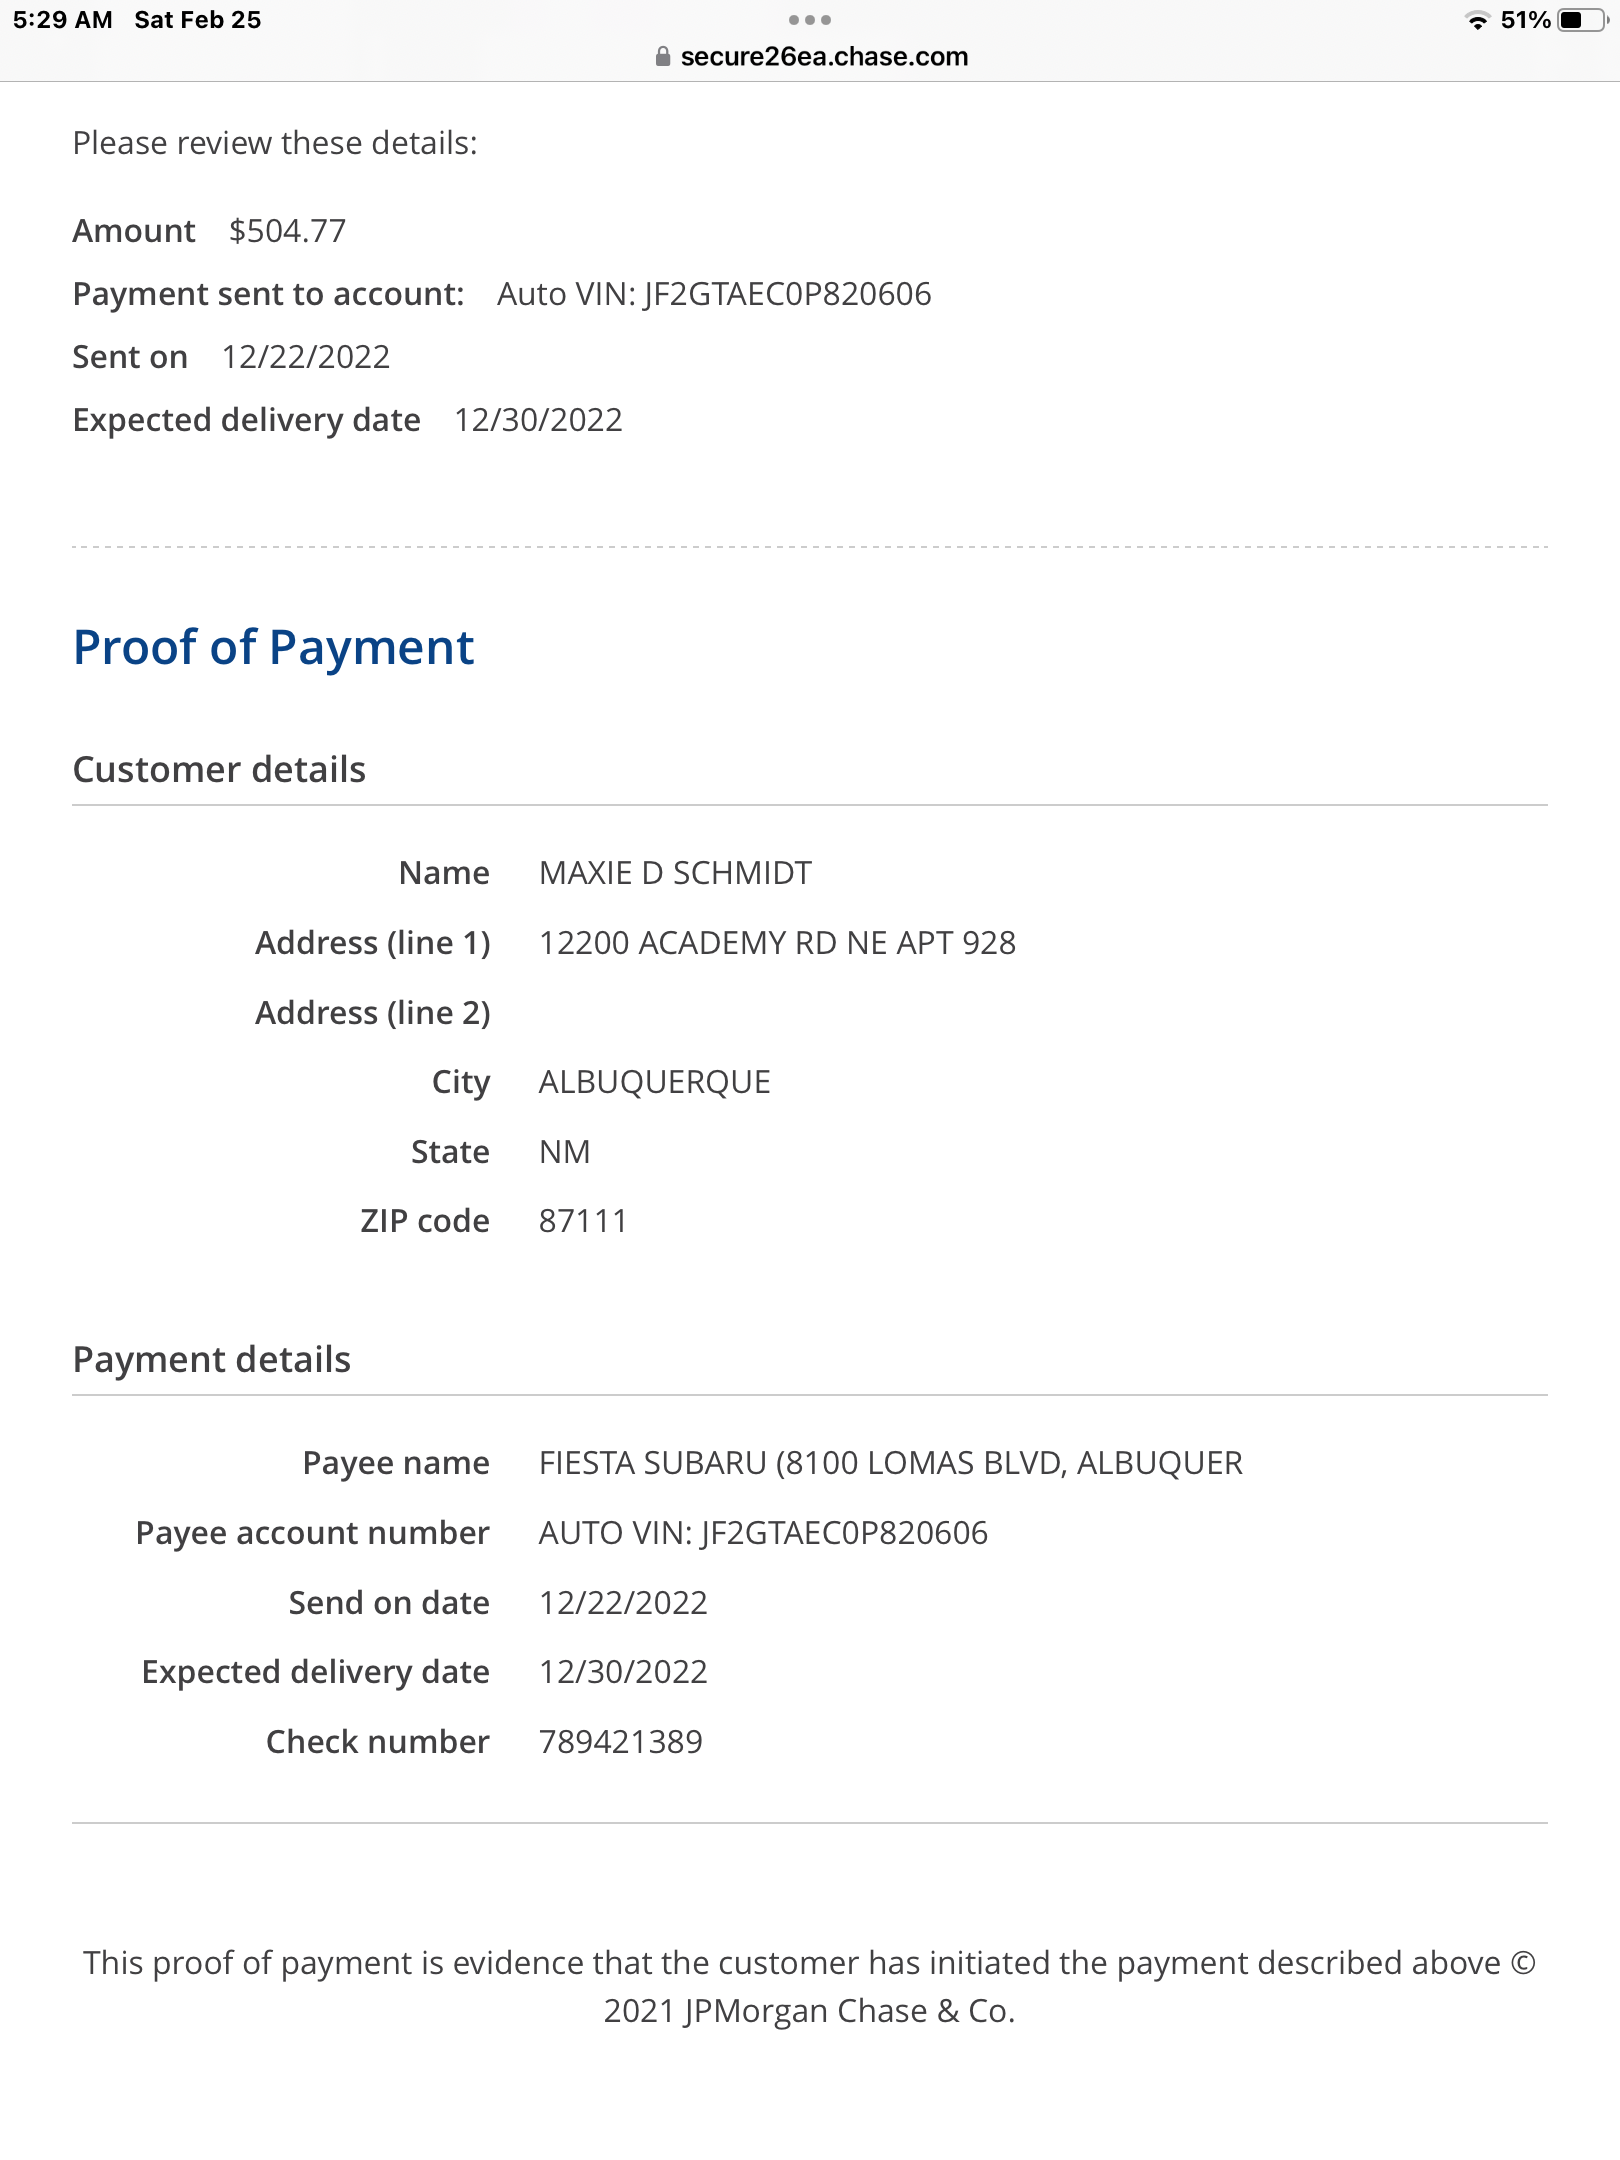 5:29 AM Sat Feb 25
51%
secure26ea.chase.com
Please review these details:
Amount $504.77
Payment sent to account: Auto VIN: JF2GTAEC0P820606
Sent on 12/22/2022
Expected delivery date 12/30/2022
Proof of Payment
Customer details
Name MAXIE D SCHMIDT
Address (line 1) 12200 ACADEMY RD NE APT 928
Address (line 2)
City ALBUQUERQUE
State NM
ZIP code 87111
Payment details
Payee name FIESTA SUBARU (8100 LOMAS BLVD, ALBUQUER
Payee account number AUTO VIN: JF2GTAEC0P820606
Send on date 12/22/2022
Expected delivery date 12/30/2022
Check number 789421389
This proof of payment is evidence that the customer has initiated the payment described above ©
2021 JPMorgan Chase & Co.